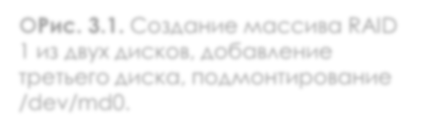 ОРис. 3.1. Создание массива RAID
1 из двух дисков, добавление
третьего диска, подмонтирование
/dev/md0.